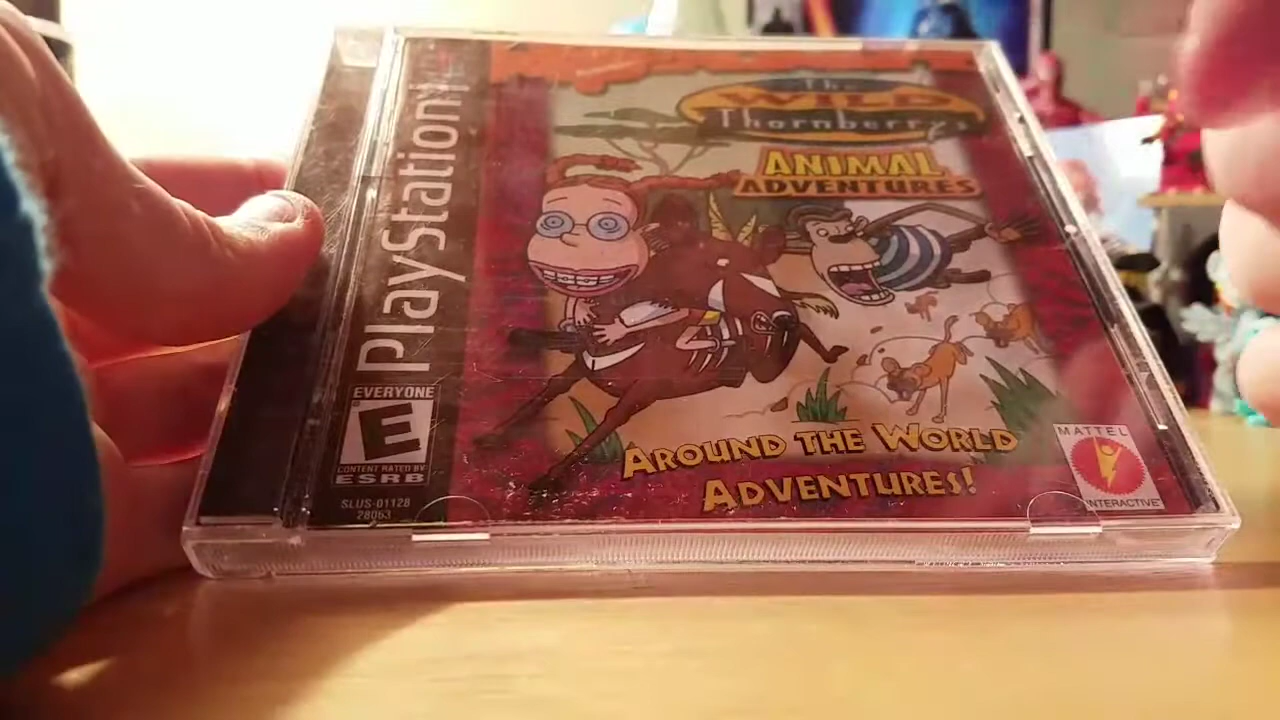 PlayStation
The
WILD
Thornberrys
ANIMAL
ADVENTURES
AROUND THE WORLD
ADVENTURES!
EVERYONE
E
CONTENT RATED BY
ESRB
SLUS-01128
28063
MATTEL
INTERACTIVE